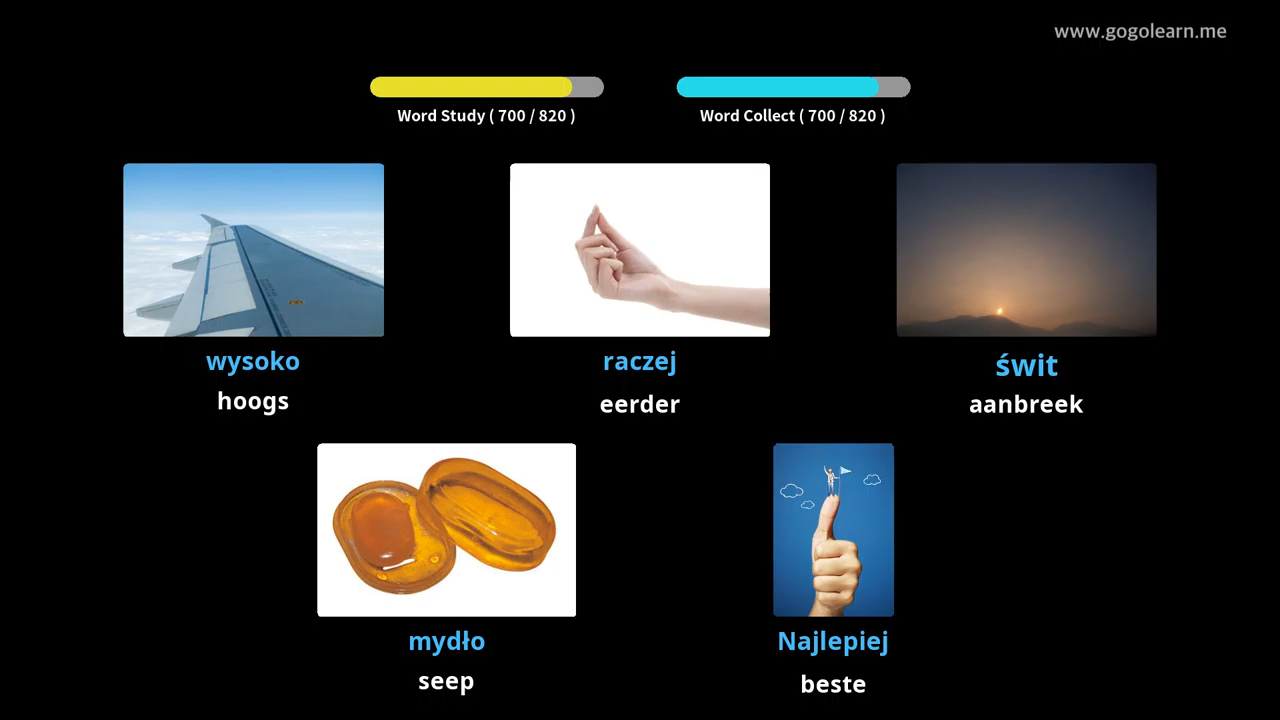 www.gogolearn.me
Word Study ( 700 / 820 )
Word Collect ( 700 / 820 )
wysoko
hoogs
raczej
eerder
świt
aanbreek
mydło
seep
Najlepiej
beste